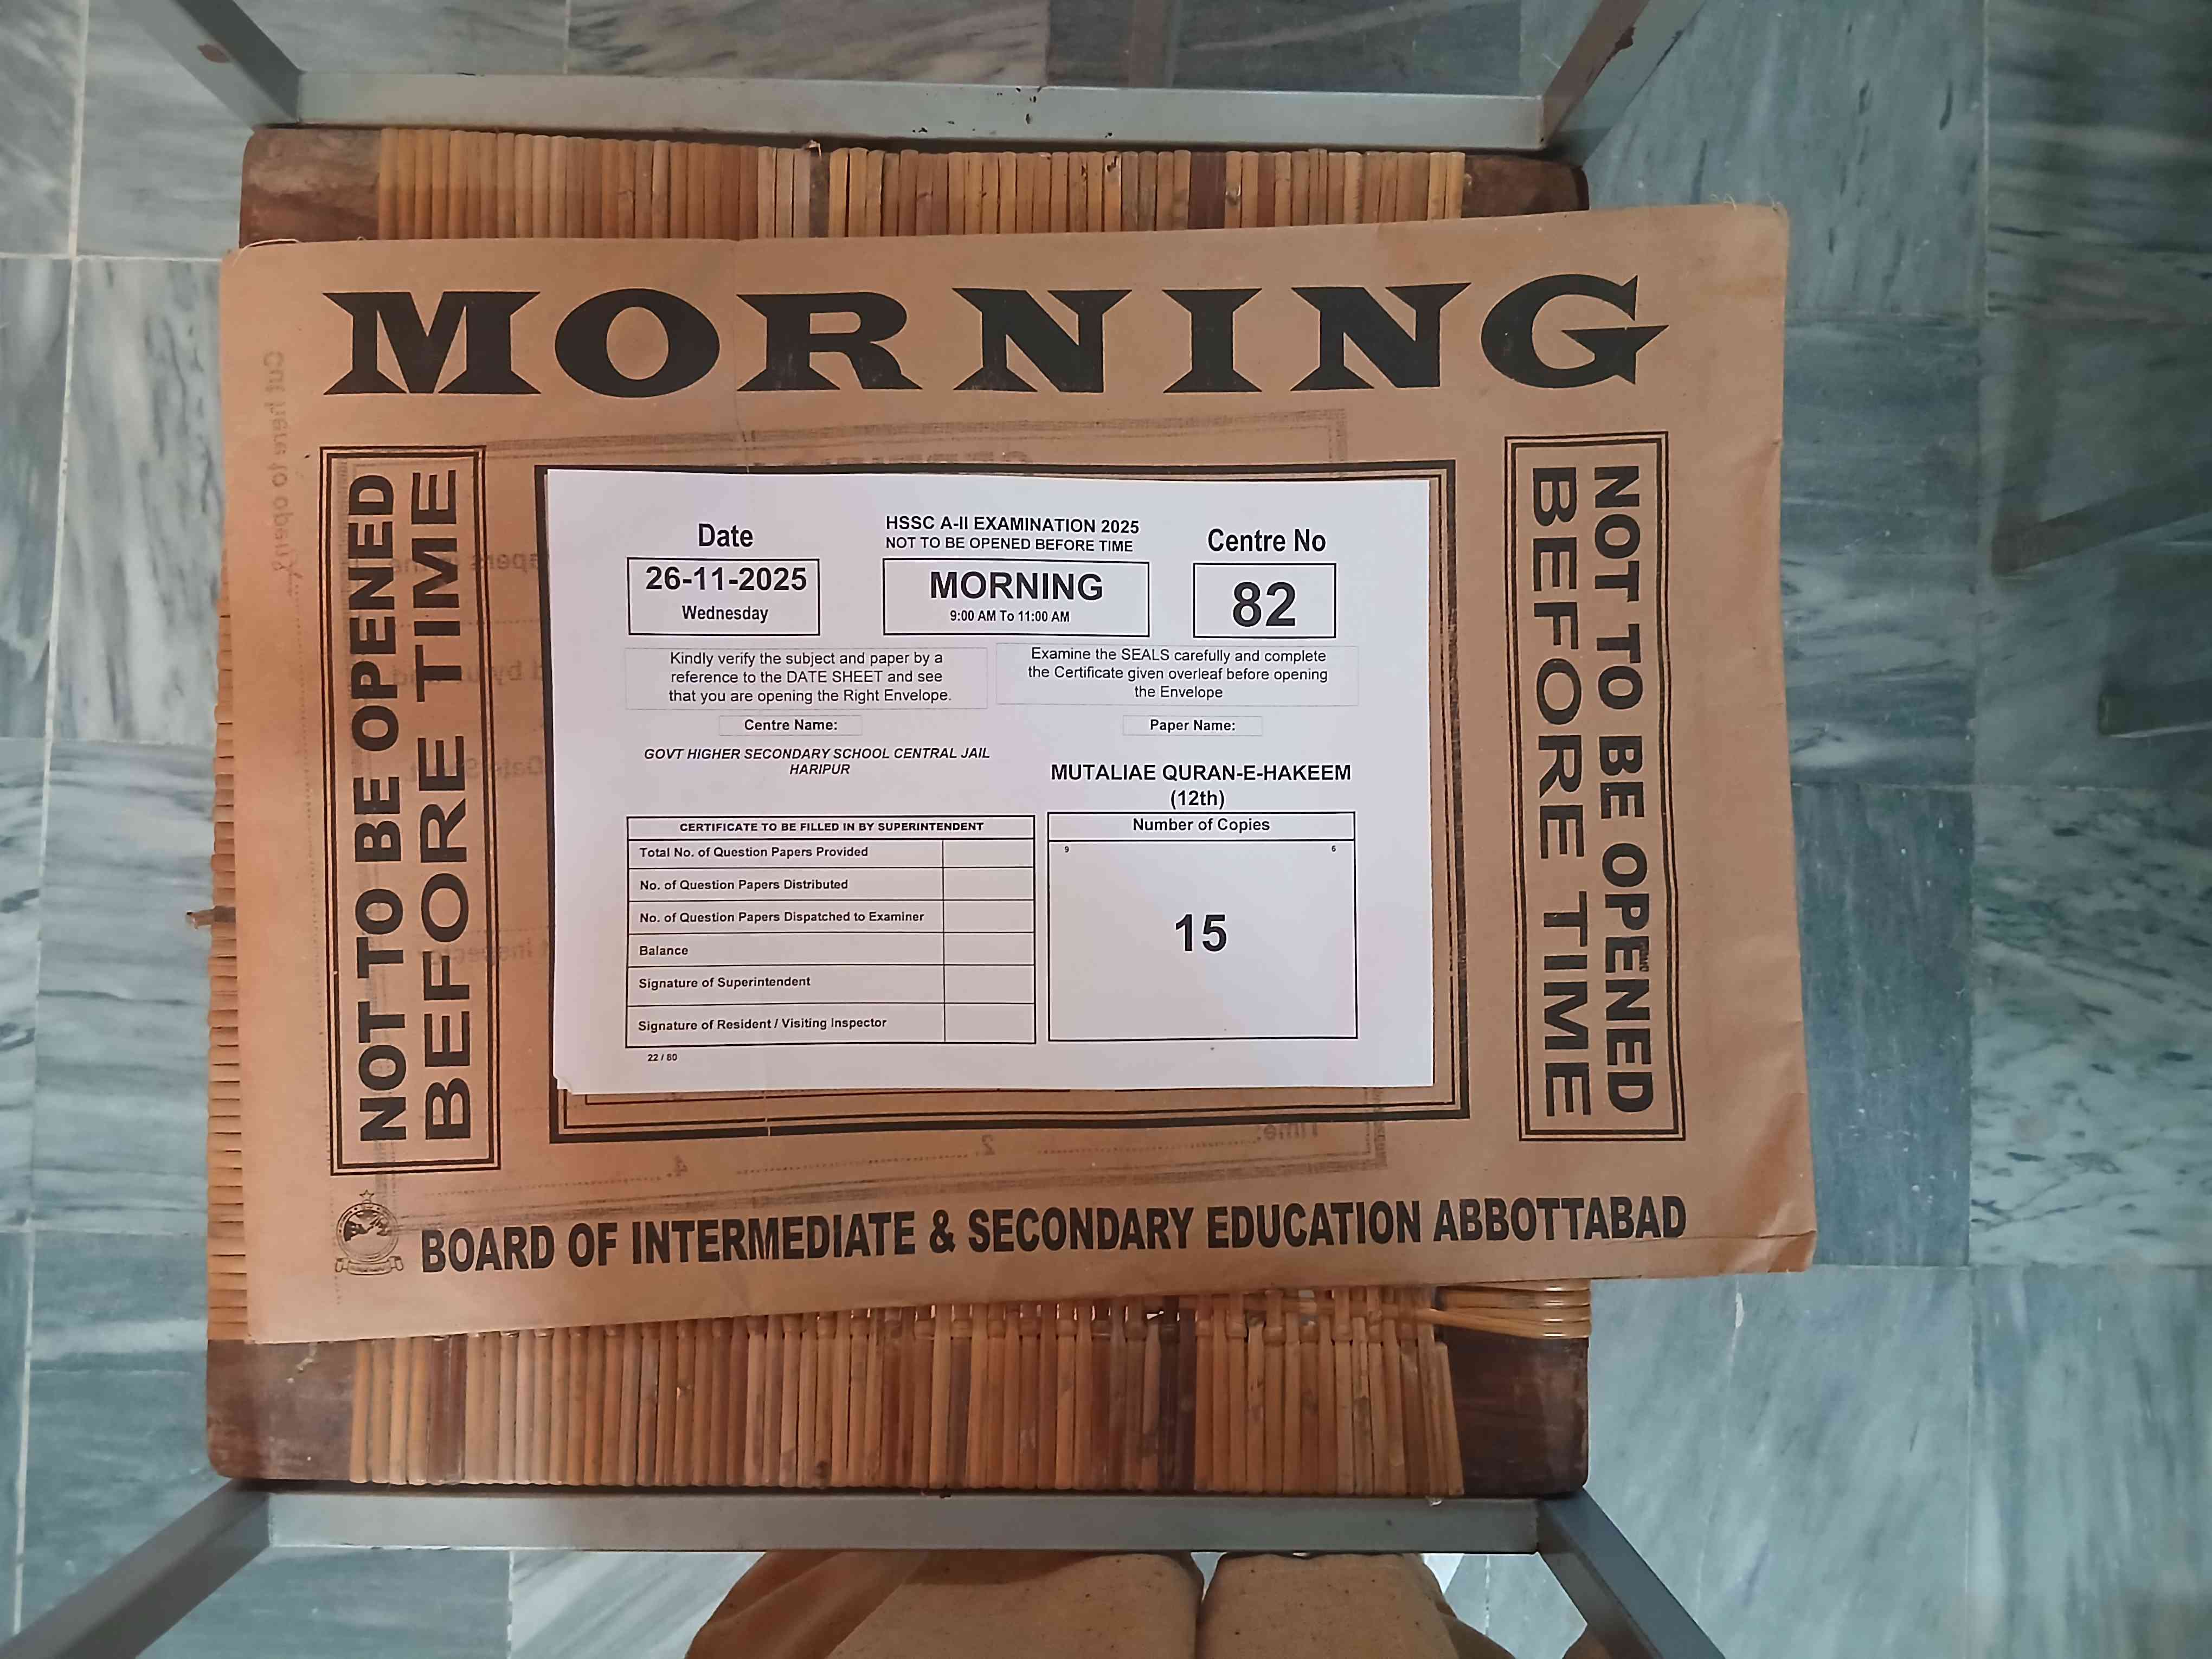 MORNING
NOT TO BE OPENED
BEFORE TIME
Date
26-11-2025
Wednesday
HSSC A-II EXAMINATION 2025
NOT TO BE OPENED BEFORE TIME
MORNING
9:00 AM To 11:00 AM
Centre No
82
Kindly verify the subject and paper by a
reference to the DATE SHEET and see
that you are opening the Right Envelope.
Examine the SEALS carefully and complete
the Certificate given overleaf before opening
the Envelope
Centre Name:
GOVT HIGHER SECONDARY SCHOOL CENTRAL JAIL
HARIPUR
Paper Name:
MUTALIAE QURAN-E-HAKEEM
(12th)
CERTIFICATE TO BE FILLED IN BY SUPERINTENDENT
Total No. of Question Papers Provided
No. of Question Papers Distributed
No. of Question Papers Dispatched to Examiner
Balance
Signature of Superintendent
Signature of Resident / Visiting Inspector
22 / 80
Number of Copies
9 6
15
NOT TO BE OPENED
BEFORE TIME
BOARD OF INTERMEDIATE & SECONDARY EDUCATION ABBOTTABAD